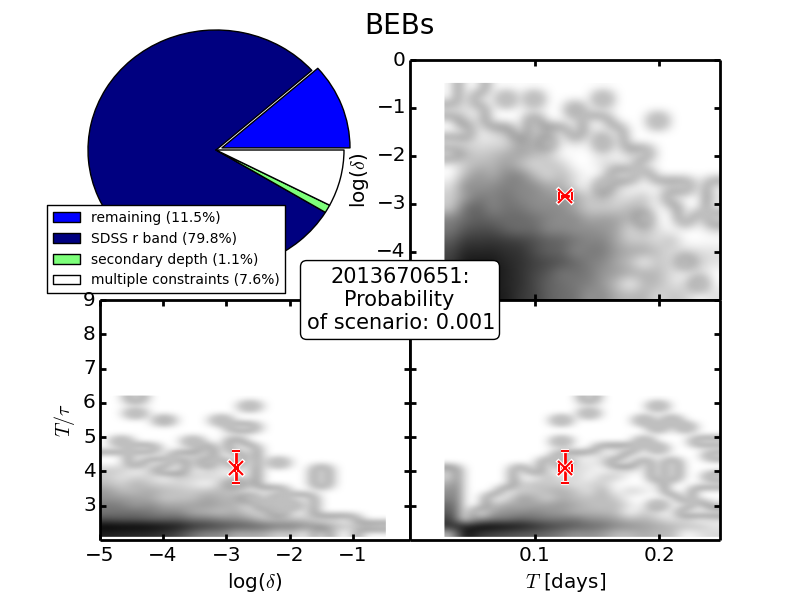 BEBs
remaining (11.5%)
SDSS r band (79.8%)
secondary depth (1.1%)
multiple constraints (7.6%)
log(δ)
0
−1
−2
−3
−4
2013670651:
Probability
of scenario: 0.001
T/τ
9
8
7
6
5
4
3
−5 −4 −3 −2 −1
log(δ)
0.1 0.2
T [days]